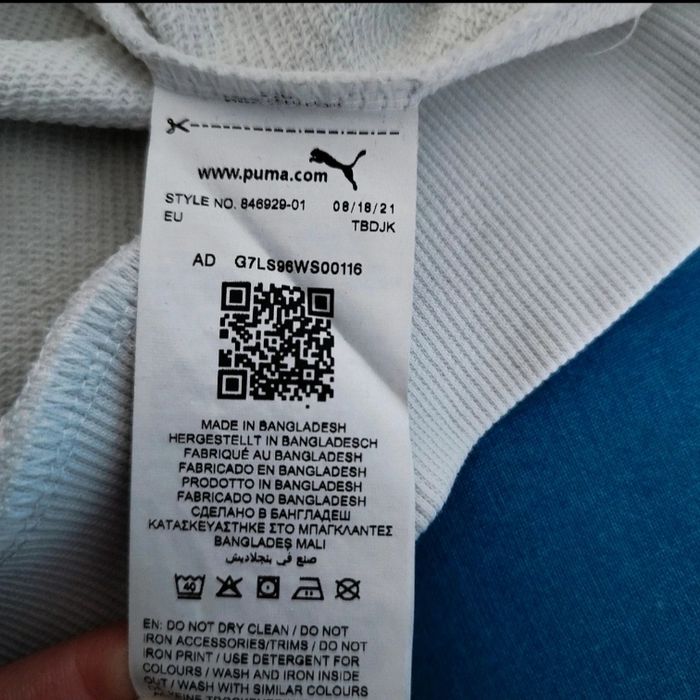 www.puma.com
STYLE NO. 846929-01 08/18/21
EU TBDJK
AD G7LS96WS00116
MADE IN BANGLADESH
HERGESTELLT IN BANGLADESCH
FABRIQUÉ AU BANGLADESH
FABRICADO EN BANGLADESH
PRODOTTO IN BANGLADESH
FABRICADO NO BANGLADESH
СДЕЛАНО В БАНГЛАДЕШ
ΚΑΤΑΣΚΕΥΑΣΤΗΚΕ ΣΤΟ ΜΠΑΓΚΛΑΝΤΕΣ
BANGLADEŞ MALI
صنع في بنجلاديش
40
EN: DO NOT DRY CLEAN / DO NOT
IRON ACCESSORIES/TRIMS / DO NOT
IRON PRINT / USE DETERGENT FOR
COLOURS / WASH AND IRON INSIDE
OUT / WASH WITH SIMILAR COLOURS